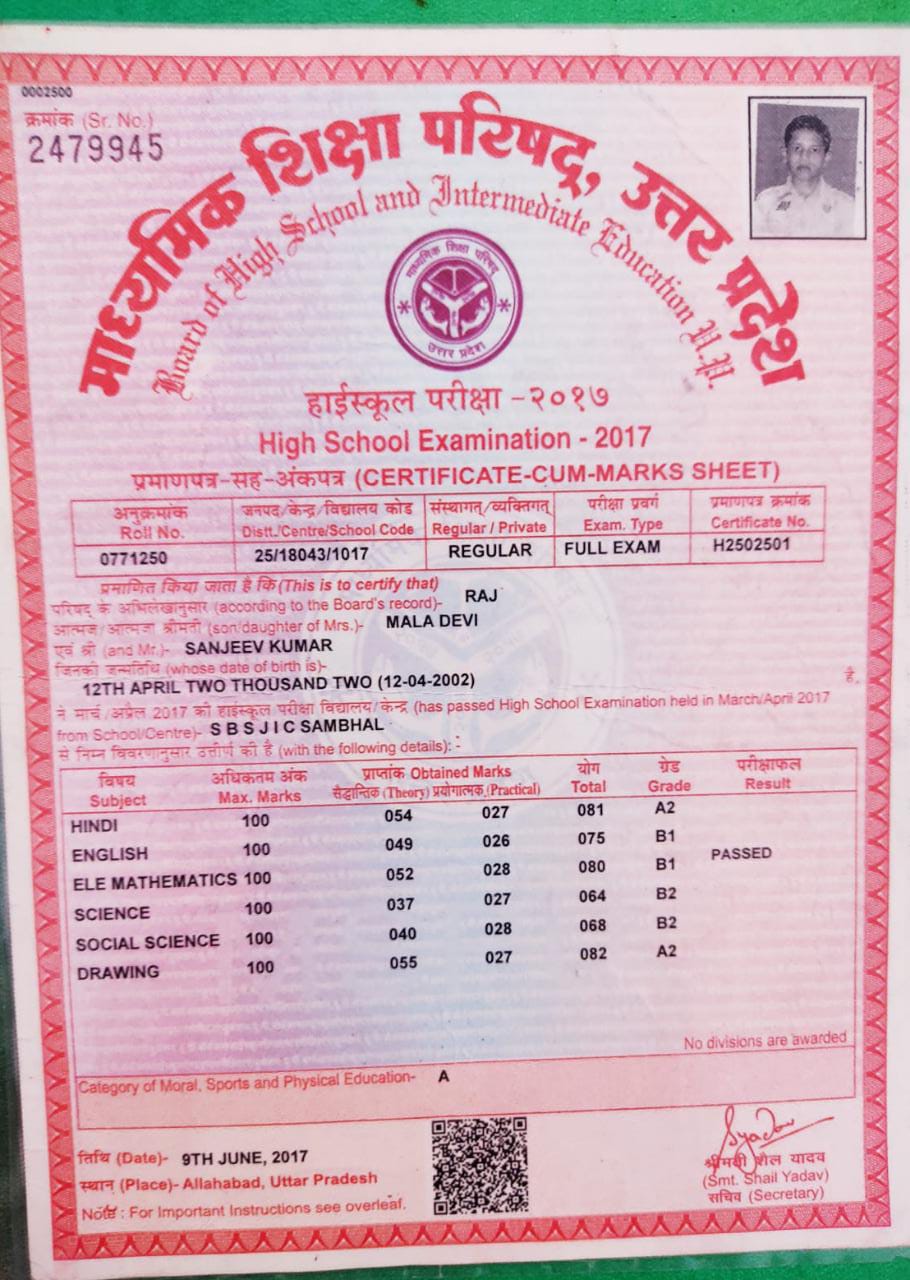 0002500
क्रमांक (Sr. No.)
2479945
माध्यमिक शिक्षा परिषद्, उत्तर प्रदेश
Board of High School and Intermediate Education U.P.
माध्यमिक शिक्षा परिषद्
उत्तर प्रदेश
हाईस्कूल परीक्षा -२०१७
High School Examination - 2017
प्रमाणपत्र-सह-अंकपत्र (CERTIFICATE-CUM-MARKS SHEET)
अनुक्रमांक जनपद/केन्द्र/विद्यालय कोड संस्थागत/व्यक्तिगत परीक्षा प्रवर्ग प्रमाणपत्र क्रमांक
Roll No. Distt./Centre/School Code Regular / Private Exam. Type Certificate No.
0771250 25/18043/1017 REGULAR FULL EXAM H2502501
प्रमाणित किया जाता है कि (This is to certify that)
परिषद् के अभिलेखानुसार (according to the Board's record)- RAJ
आत्मज/आत्मजा श्रीमती (son/daughter of Mrs.)- MALA DEVI
एवं श्री (and Mr.)- SANJEEV KUMAR
जिनकी जन्मतिथि (whose date of birth is)-
12TH APRIL TWO THOUSAND TWO (12-04-2002) है,
ने मार्च/अप्रैल 2017 की हाईस्कूल परीक्षा विद्यालय/केन्द्र (has passed High School Examination held in March/April 2017
from School/Centre)- S B S J I C SAMBHAL
से निम्न विवरणानुसार उत्तीर्ण की है (with the following details): -
विषय अधिकतम अंक प्राप्तांक Obtained Marks योग ग्रेड परीक्षाफल
Subject Max. Marks सैद्धान्तिक (Theory) प्रयोगात्मक (Practical) Total Grade Result
HINDI 100 054 027 081 A2
ENGLISH 100 049 026 075 B1 PASSED
ELE MATHEMATICS 100 052 028 080 B1
SCIENCE 100 037 027 064 B2
SOCIAL SCIENCE 100 040 028 068 B2
DRAWING 100 055 027 082 A2
No divisions are awarded
Category of Moral, Sports and Physical Education- A
तिथि (Date)- 9TH JUNE, 2017
स्थान (Place)- Allahabad, Uttar Pradesh
Note : For Important Instructions see overleaf.
Syadav
श्रीमती शैल यादव
(Smt. Shail Yadav)
सचिव (Secretary)